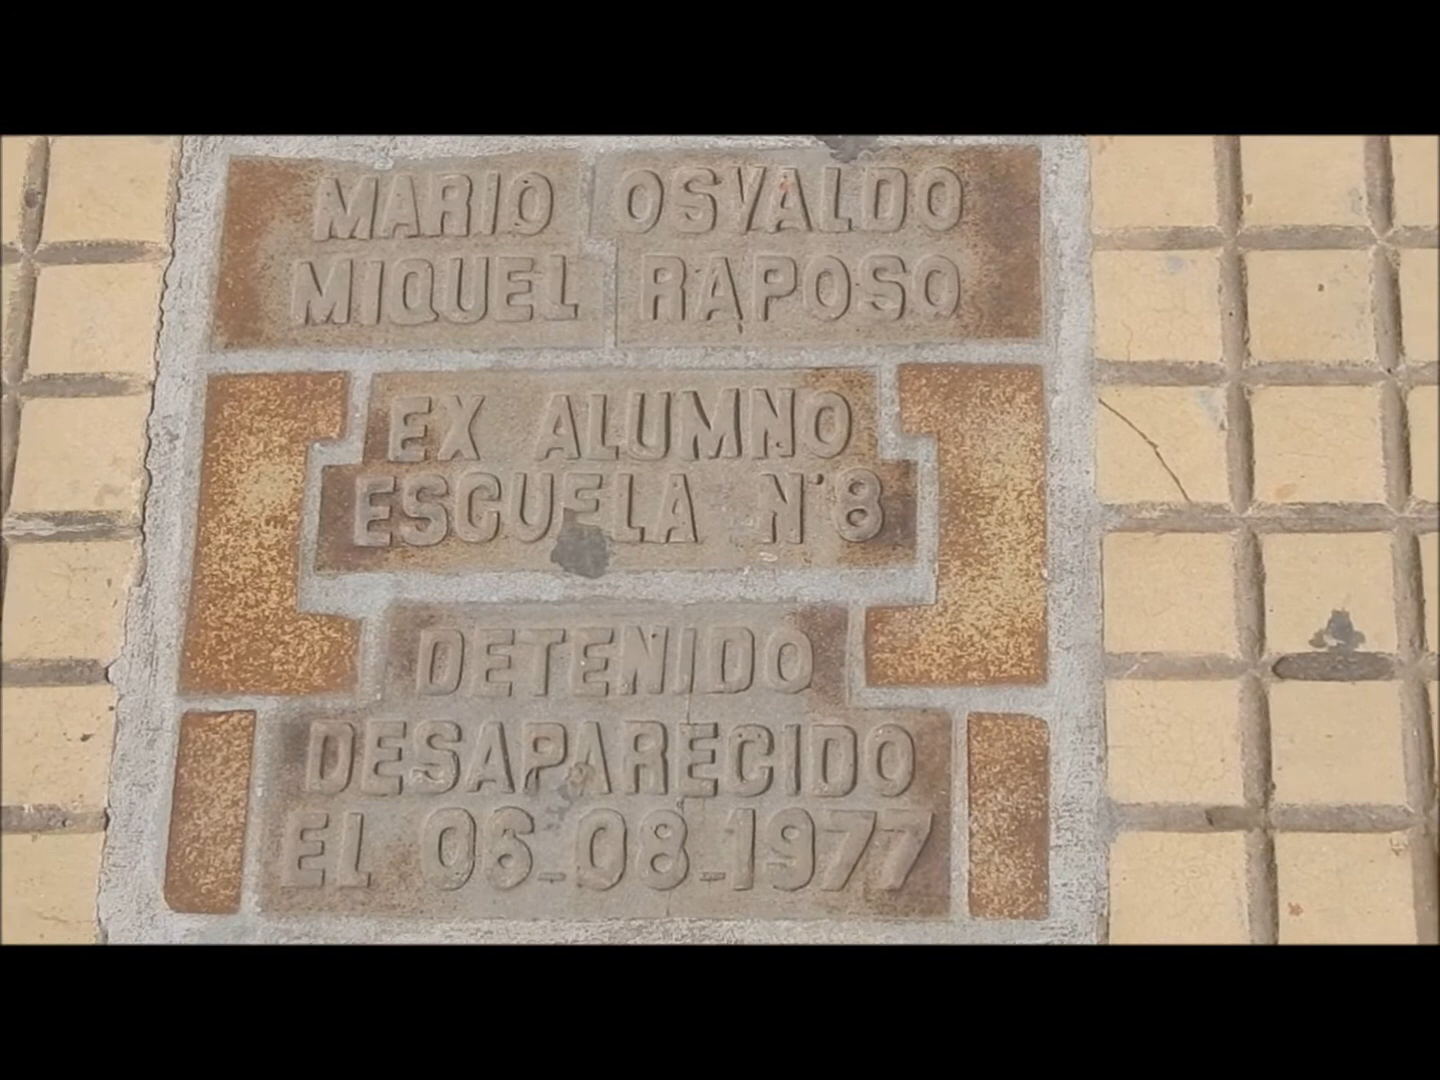 MARIO OSVALDO
MIQUEL RAPOSO
EX ALUMNO
ESCUELA N°8
DETENIDO
DESAPARECIDO
EL 06-08-1977